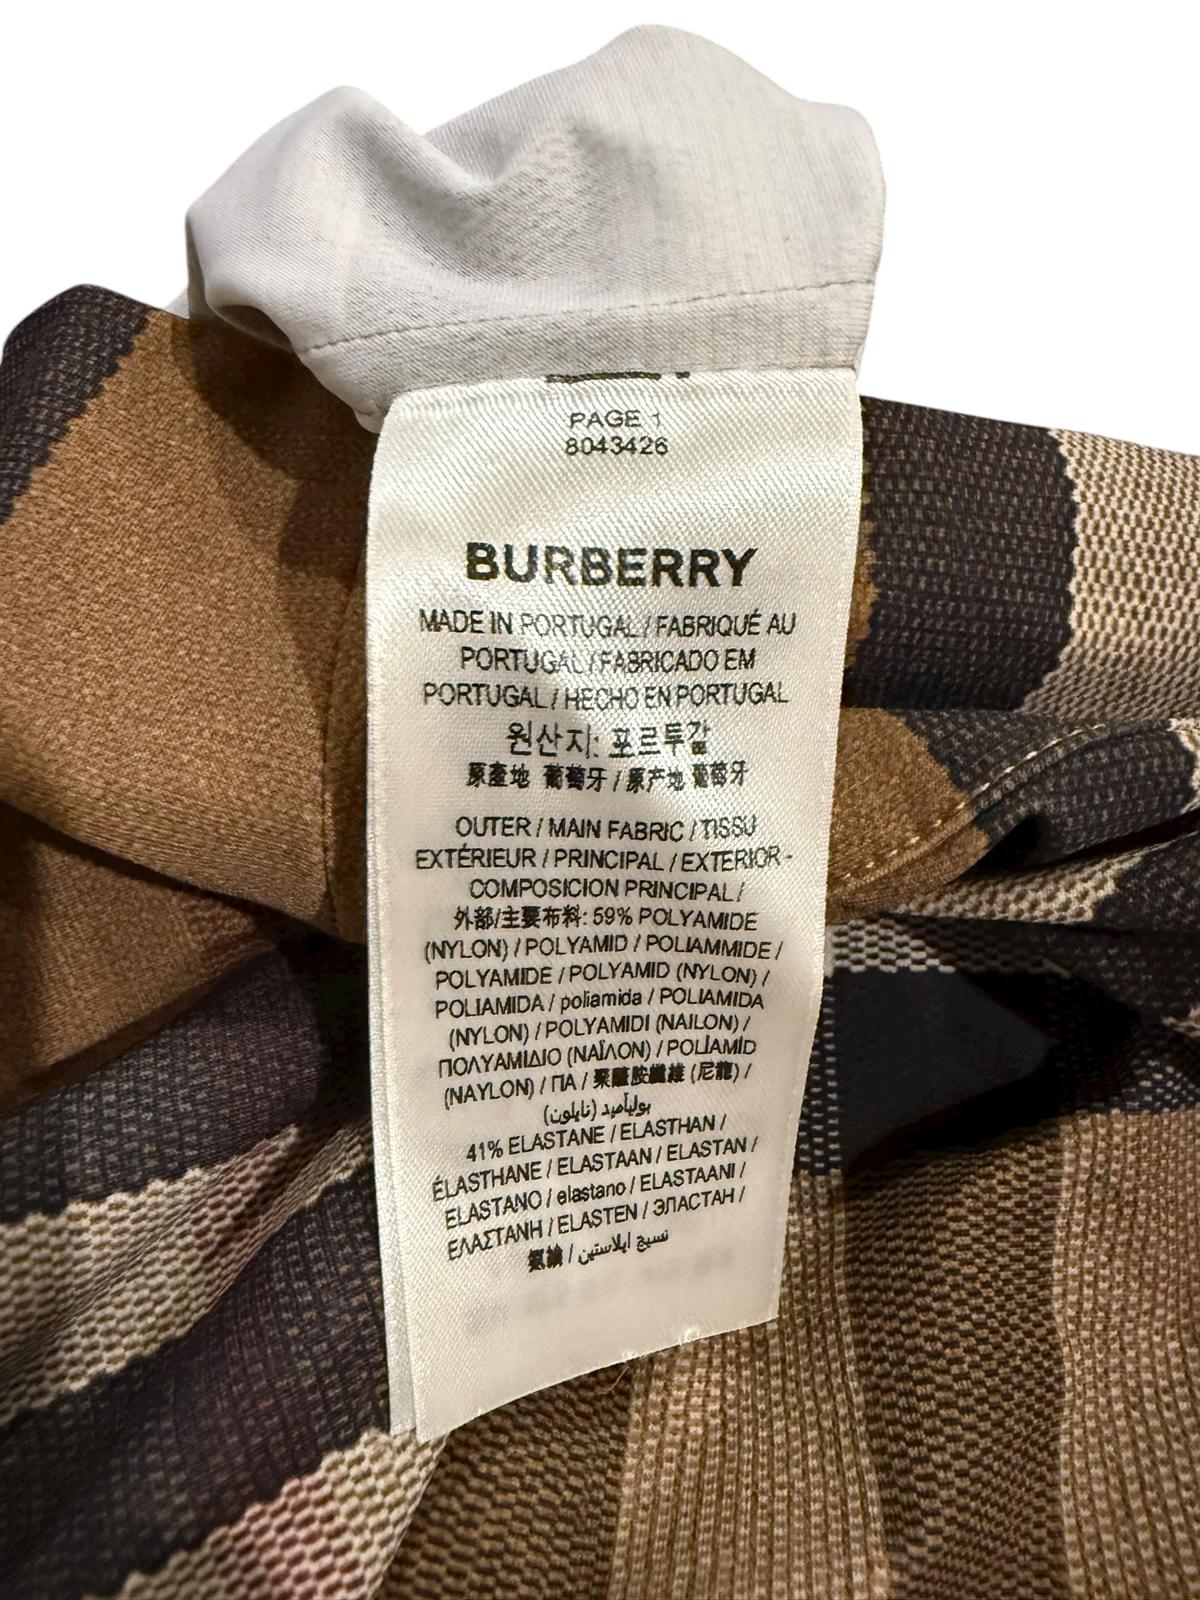 PAGE 1
8043426
BURBERRY
MADE IN PORTUGAL / FABRIQUÉ AU
PORTUGAL / FABRICADO EM
PORTUGAL / HECHO EN PORTUGAL
원산지: 포르투갈
原產地 葡萄牙 / 原产地 葡萄牙
OUTER / MAIN FABRIC / TISSU
EXTÉRIEUR / PRINCIPAL / EXTERIOR -
COMPOSICION PRINCIPAL /
外部/主要布料: 59% POLYAMIDE
(NYLON) / POLYAMID / POLIAMMIDE /
POLYAMIDE / POLYAMID (NYLON) /
POLIAMIDA / poliamida / POLIAMIDA
(NYLON) / POLYAMIDI (NAILON) /
ΠΟΛΥΑΜΙΔΙΟ (ΝΑΪΛΟΝ) / POLİAMİD
(NAYLON) / ПА / 聚醯胺纖維 (尼龍) /
بولیأمید (نایلون)
41% ELASTANE / ELASTHAN /
ÉLASTHANE / ELASTAAN / ELASTAN /
ELASTANO / elastano / ELASTAANI /
ΕΛΑΣΤΑΝΗ / ELASTEN / ЭЛАСТАН /
氨綸 / نسيج ايلاستين